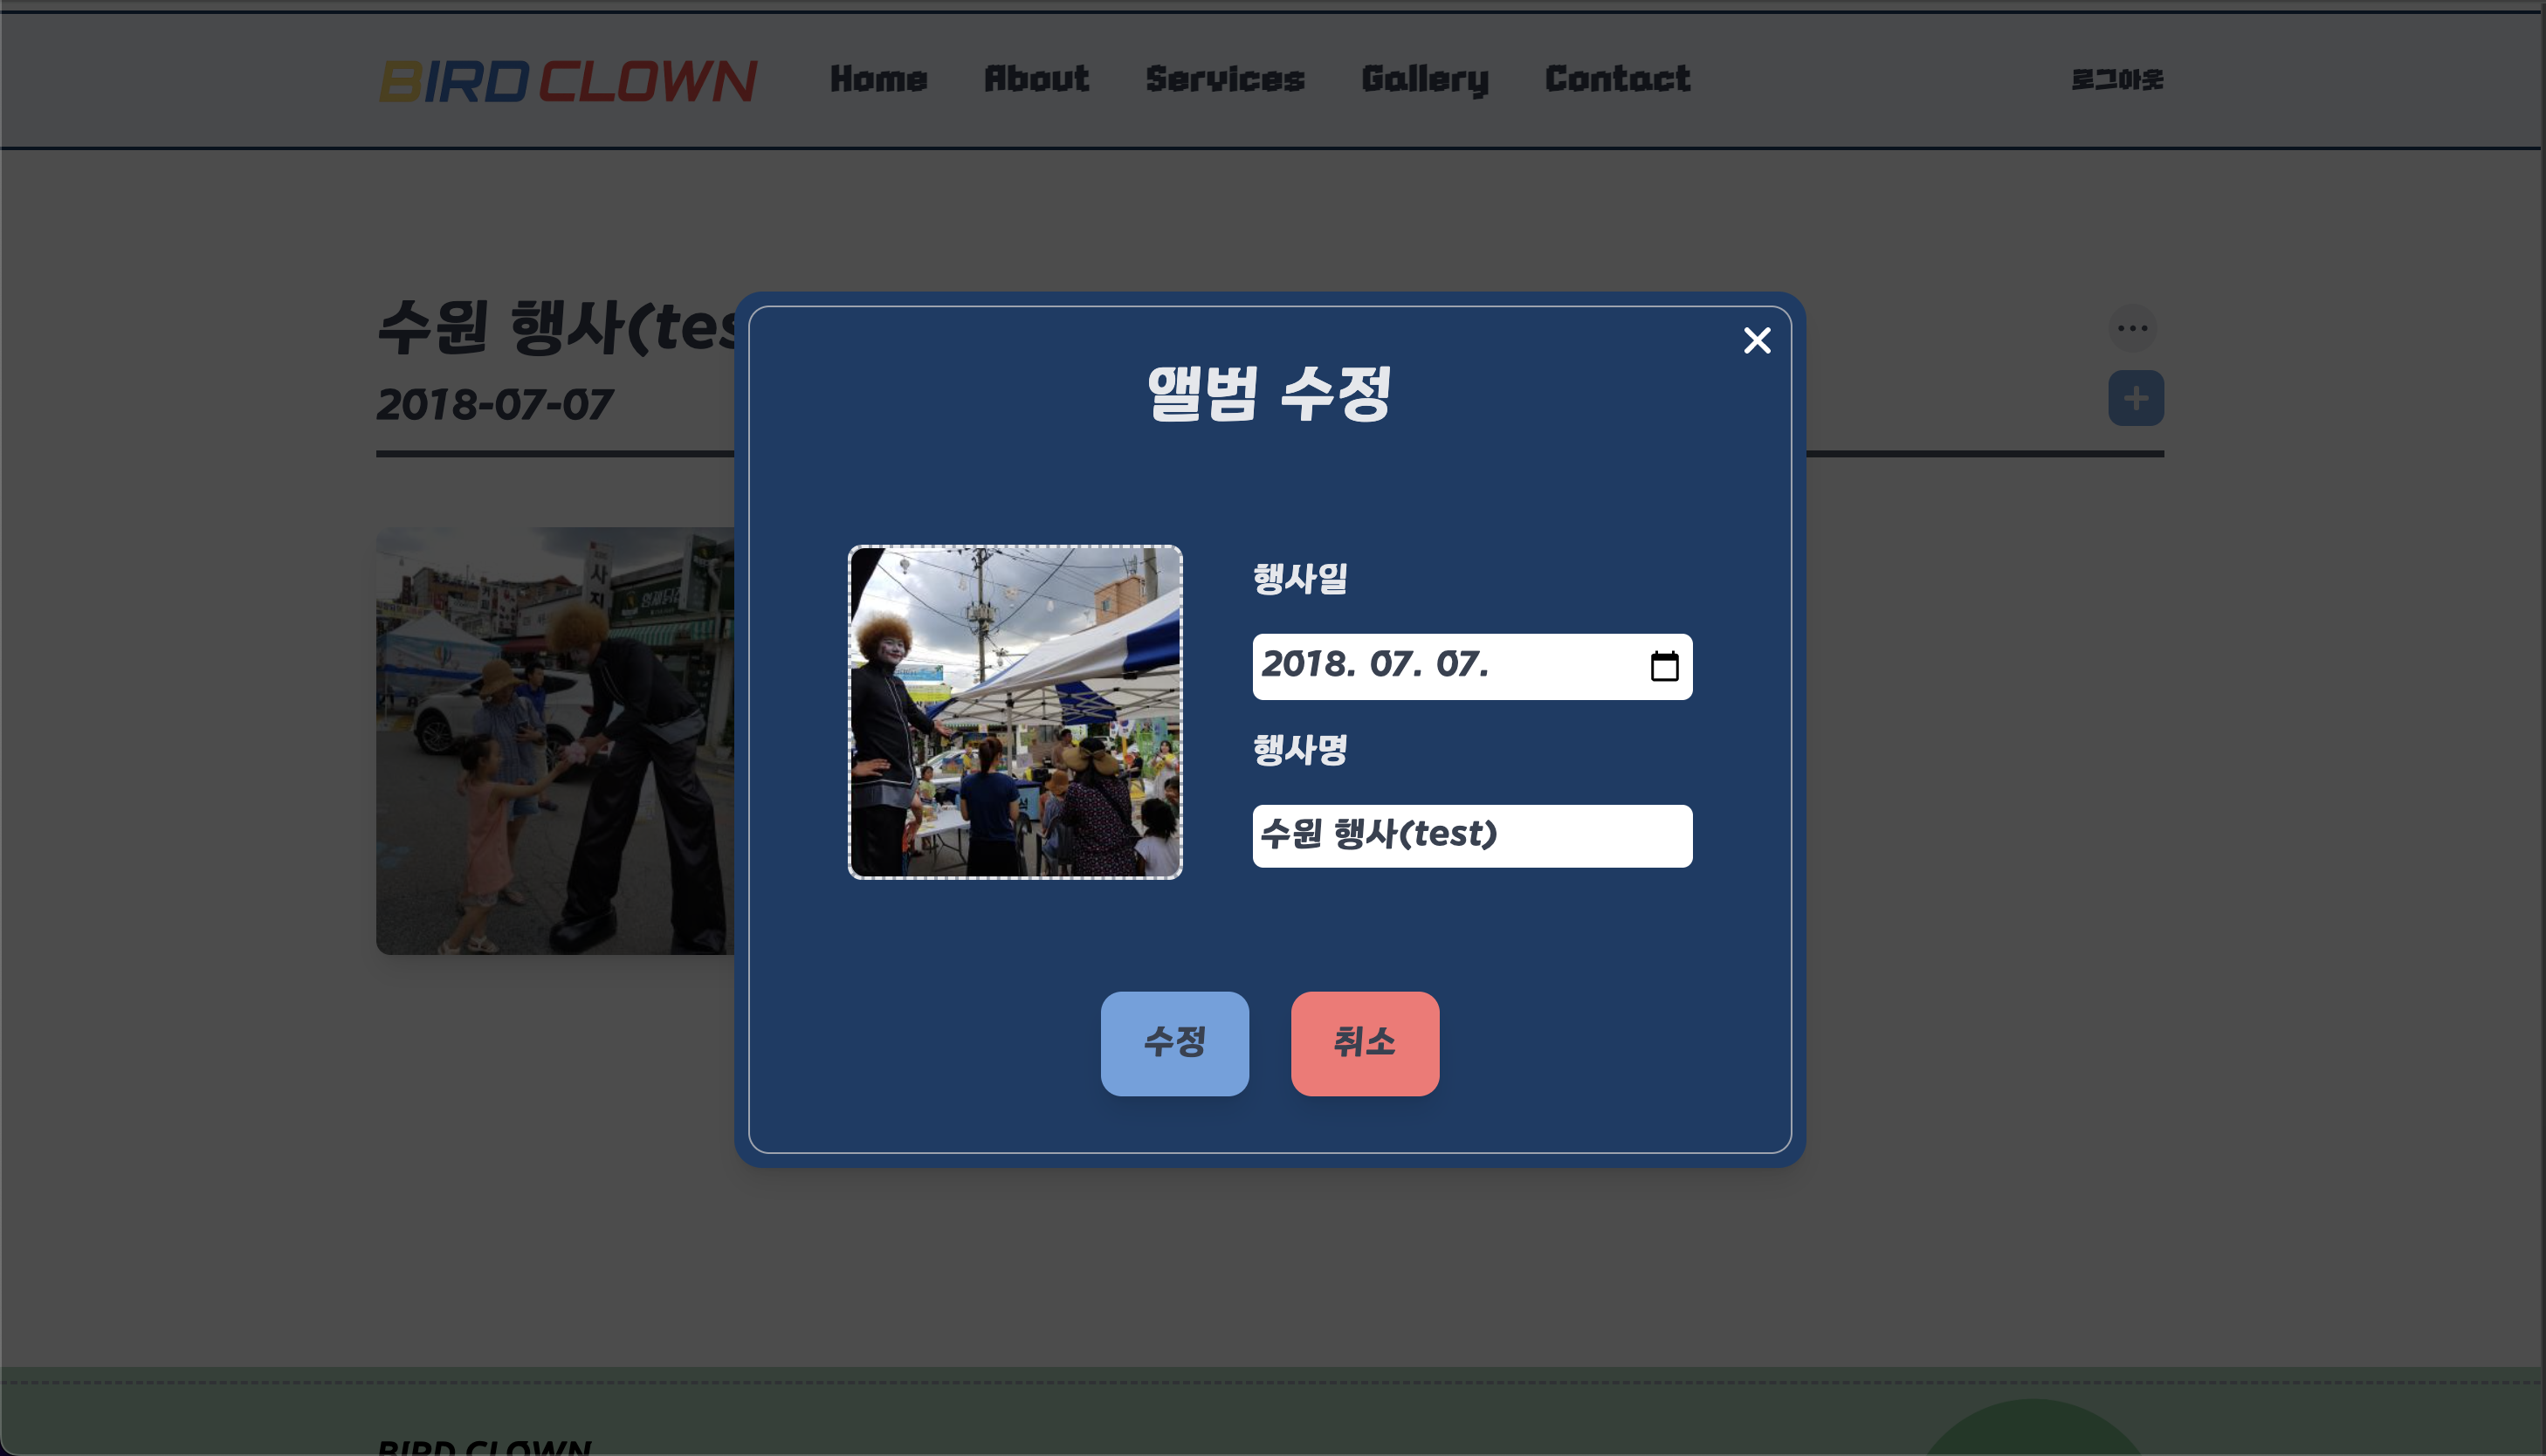 BIRD CLOWN Home About Services Gallery Contact 로그아웃
수원 행사(tes
2018-07-07
앨범 수정
행사일
2018. 07. 07.
행사명
수원 행사(test)
수정 취소
BIRD CLOWN